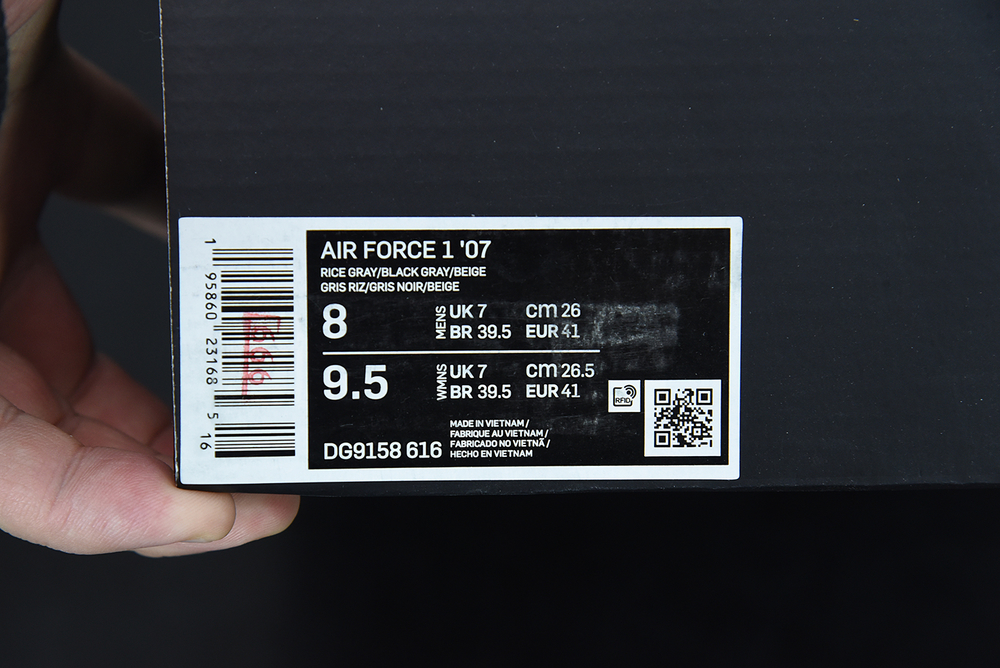 AIR FORCE 1 '07
RICE GRAY/BLACK GRAY/BEIGE
GRIS RIZ/GRIS NOIR/BEIGE
8
MENS
UK 7 cm 26
BR 39.5 EUR 41
9.5
WMNS
UK 7 cm 26.5
BR 39.5 EUR 41
RFID
DG9158 616
MADE IN VIETNAM /
FABRIQUE AU VIETNAM /
FABRICADO NO VIETNÃ /
HECHO EN VIETNAM
1 95860 23168 5 16